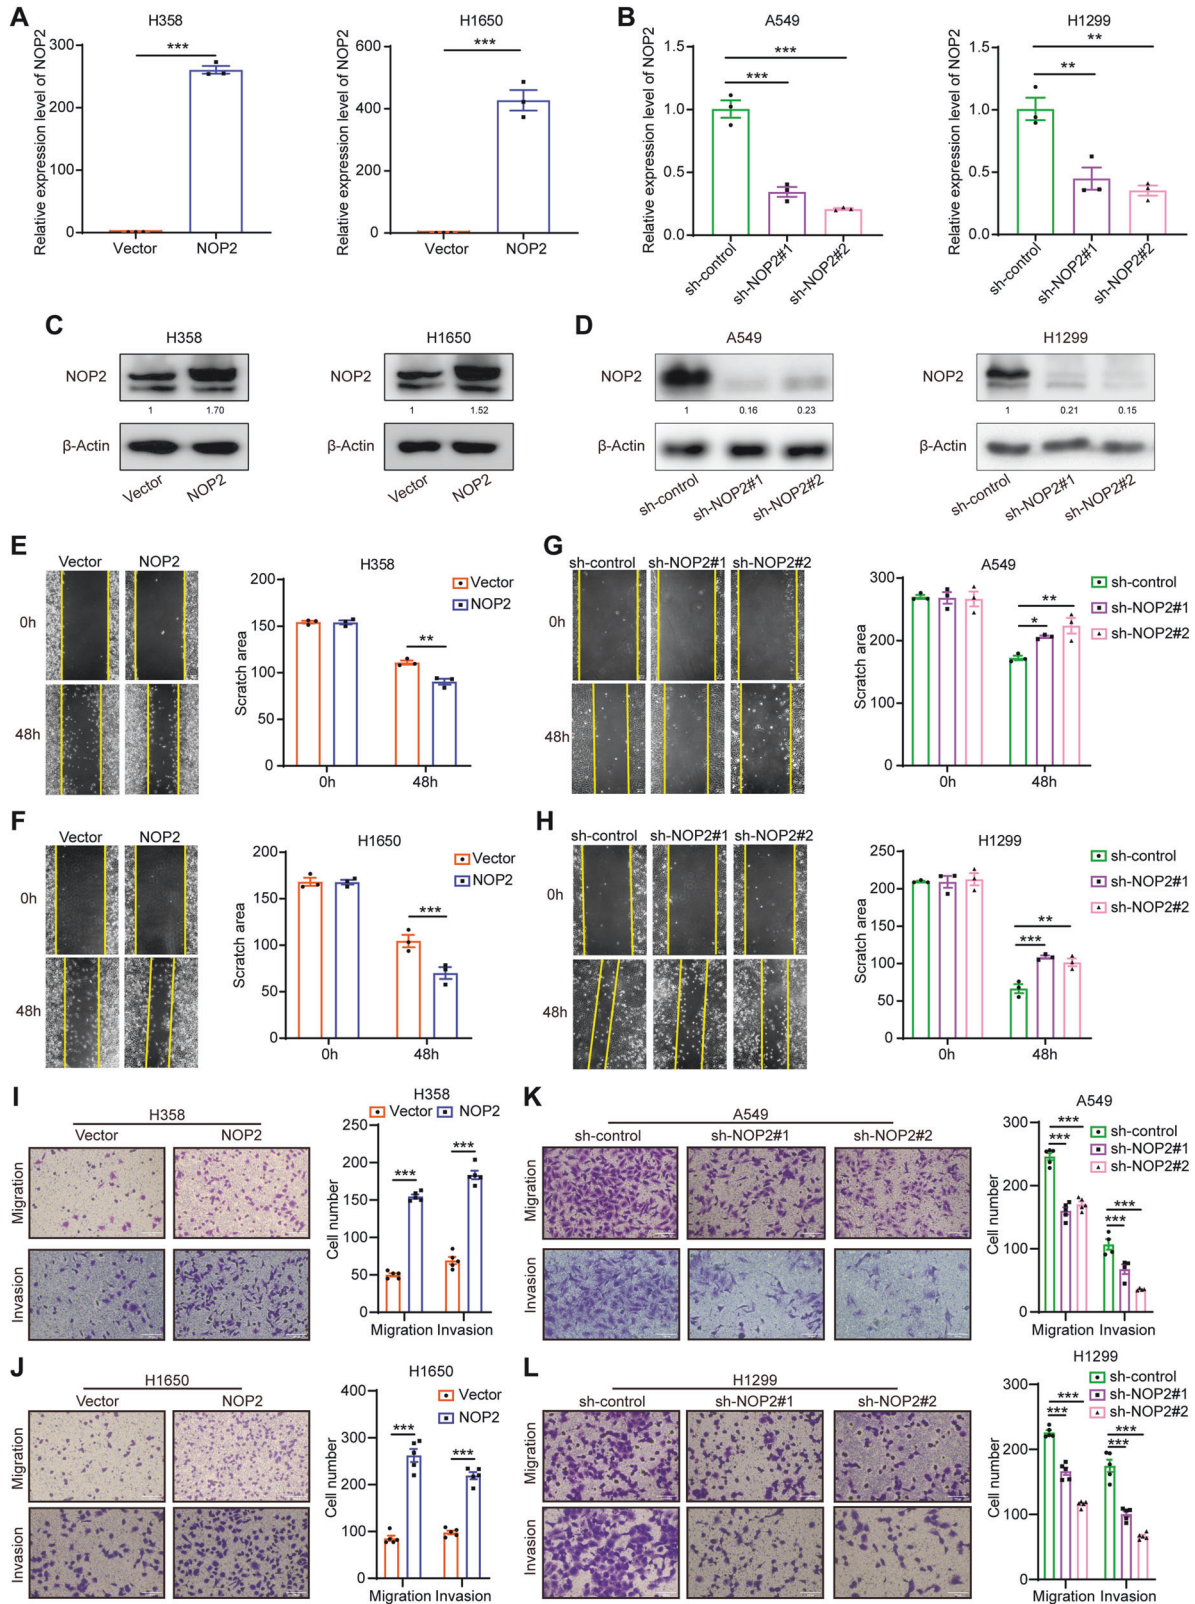 A
H358
Relative expression level of NOP2
300
200
100
0
***
Vector
NOP2
H1650
Relative expression level of NOP2
600
400
200
0
***
Vector
NOP2
B
A549
Relative expression level of NOP2
1.5
1.0
0.5
0.0
***
***
sh-control
sh-NOP2#1
sh-NOP2#2
H1299
Relative expression level of NOP2
1.5
1.0
0.5
0.0
**
**
sh-control
sh-NOP2#1
sh-NOP2#2
C
H358
NOP2
1 1.70
β-Actin
Vector NOP2
H1650
NOP2
1 1.52
β-Actin
Vector NOP2
D
A549
NOP2
1 0.16 0.23
β-Actin
sh-control sh-NOP2#1 sh-NOP2#2
H1299
NOP2
1 0.21 0.15
β-Actin
sh-control sh-NOP2#1 sh-NOP2#2
E
Vector NOP2
0h
48h
H358
Scratch area
200
150
100
50
0
**
0h 48h
Vector
NOP2
G
sh-control sh-NOP2#1 sh-NOP2#2
0h
48h
A549
Scratch area
300
200
100
0
**
*
0h 48h
sh-control
sh-NOP2#1
sh-NOP2#2
F
Vector NOP2
0h
48h
H1650
Scratch area
200
150
100
50
0
***
0h 48h
Vector
NOP2
H
sh-control sh-NOP2#1 sh-NOP2#2
0h
48h
H1299
Scratch area
250
200
150
100
50
0
**
***
0h 48h
sh-control
sh-NOP2#1
sh-NOP2#2
I
H358
Vector NOP2
Migration
Invasion
H358
Vector NOP2
Cell number
250
200
150
100
50
0
***
***
Migration Invasion
K
A549
sh-control sh-NOP2#1 sh-NOP2#2
Migration
Invasion
A549
Cell number
300
200
100
0
***
***
***
***
Migration Invasion
sh-control
sh-NOP2#1
sh-NOP2#2
J
H1650
Vector NOP2
Migration
Invasion
H1650
Cell number
400
300
200
100
0
***
***
Migration Invasion
Vector
NOP2
L
H1299
sh-control sh-NOP2#1 sh-NOP2#2
Migration
Invasion
H1299
Cell number
300
200
100
0
***
***
***
***
Migration Invasion
sh-control
sh-NOP2#1
sh-NOP2#2